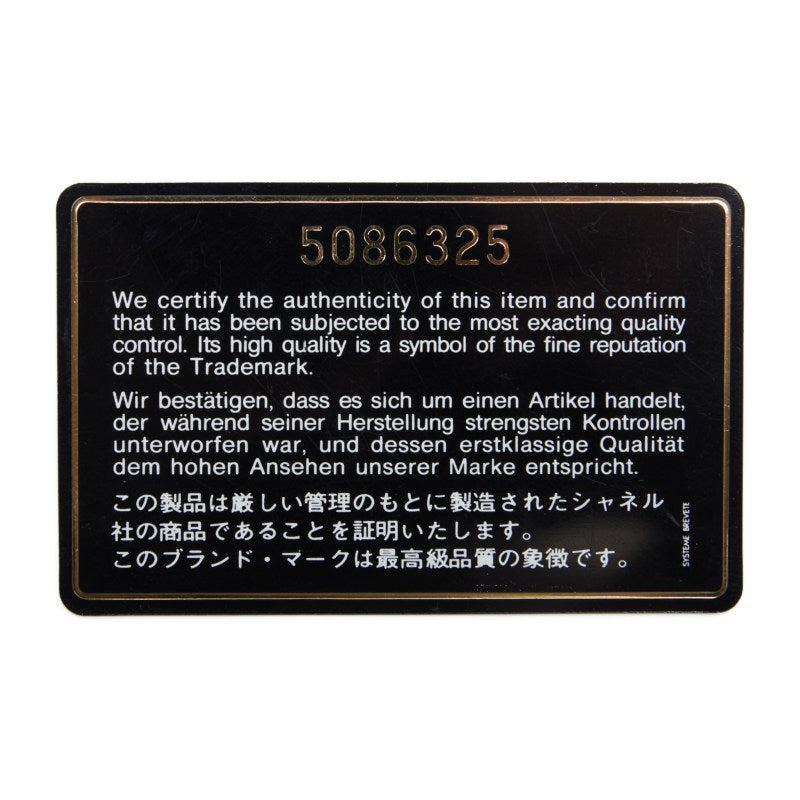 5086325
We certify the authenticity of this item and confirm
that it has been subjected to the most exacting quality
control. Its high quality is a symbol of the fine reputation
of the Trademark.
Wir bestätigen, dass es sich um einen Artikel handelt,
der während seiner Herstellung strengsten Kontrollen
unterworfen war, und dessen erstklassige Qualität
dem hohen Ansehen unserer Marke entspricht.
この製品は厳しい管理のもとに製造されたシャネル
社の商品であることを証明いたします。
このブランド・マークは最高級品質の象徴です。
SYSTEME BREVETE